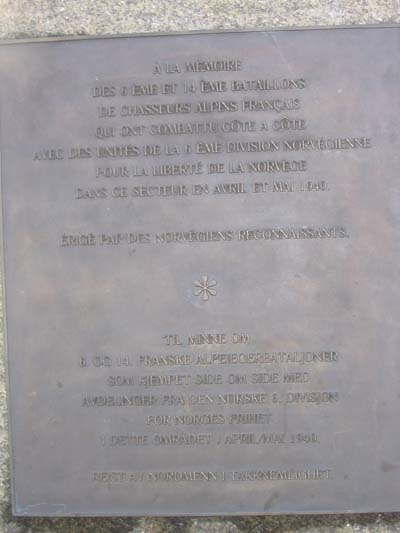 À LA MÉMOIRE
DES 6 ÈME ET 14 ÈME BATAILLONS
DE CHASSEURS ALPINS FRANÇAIS
QUI ONT COMBATTU CÔTE A CÔTE
AVEC DES UNITÉS DE LA 6 ÈME DIVISION NORVÉGIENNE
POUR LA LIBERTÉ DE LA NORVÈGE
DANS CE SECTEUR EN AVRIL ET MAI 1940.
ÉRIGÉ PAR DES NORVÉGIENS RECONNAISSANTS.
TIL MINNE OM
6. OG 14. FRANSKE ALPEJEGERBATALJONER
SOM KJEMPET SIDE OM SIDE MED
AVDELINGER FRA DEN NORSKE 6. DIVISJON
FOR NORGES FRIHET
I DETTE OMRÅDET I APRIL/MAI 1940.
REIST AV NORDMENN I TAKKNEMLIGHET